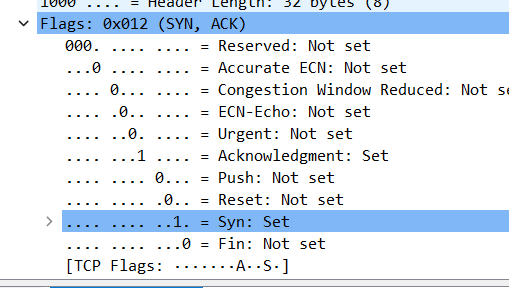 1000 .... = Header Length: 32 bytes (8)
Flags: 0x012 (SYN, ACK)
000. .... .... = Reserved: Not set
...0 .... .... = Accurate ECN: Not set
.... 0... .... = Congestion Window Reduced: Not se
.... .0.. .... = ECN-Echo: Not set
.... ..0. .... = Urgent: Not set
.... ...1 .... = Acknowledgment: Set
.... .... 0... = Push: Not set
.... .... .0.. = Reset: Not set
.... .... ..1. = Syn: Set
.... .... ...0 = Fin: Not set
[TCP Flags: ·······A··S·]